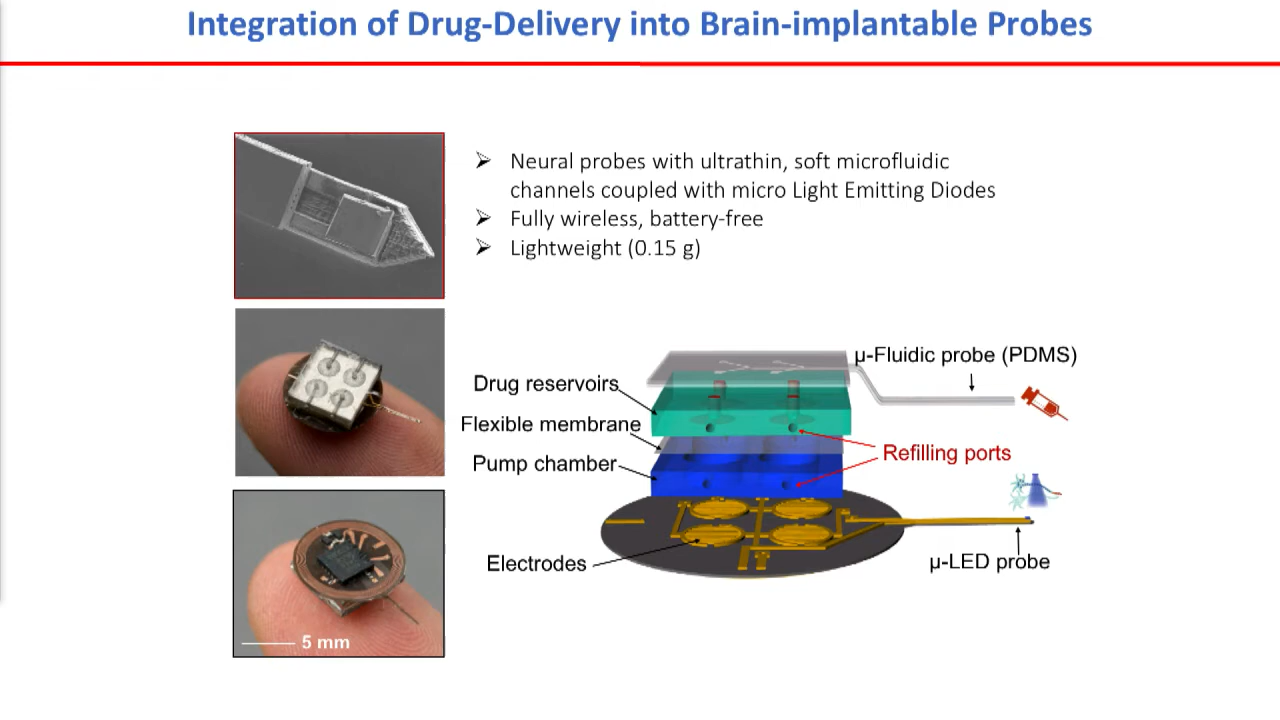 Integration of Drug-Delivery into Brain-implantable Probes
➢ Neural probes with ultrathin, soft microfluidic
channels coupled with micro Light Emitting Diodes
➢ Fully wireless, battery-free
➢ Lightweight (0.15 g)
µ-Fluidic probe (PDMS)
Drug reservoirs
Flexible membrane
Pump chamber
Refilling ports
Electrodes
µ-LED probe
5 mm